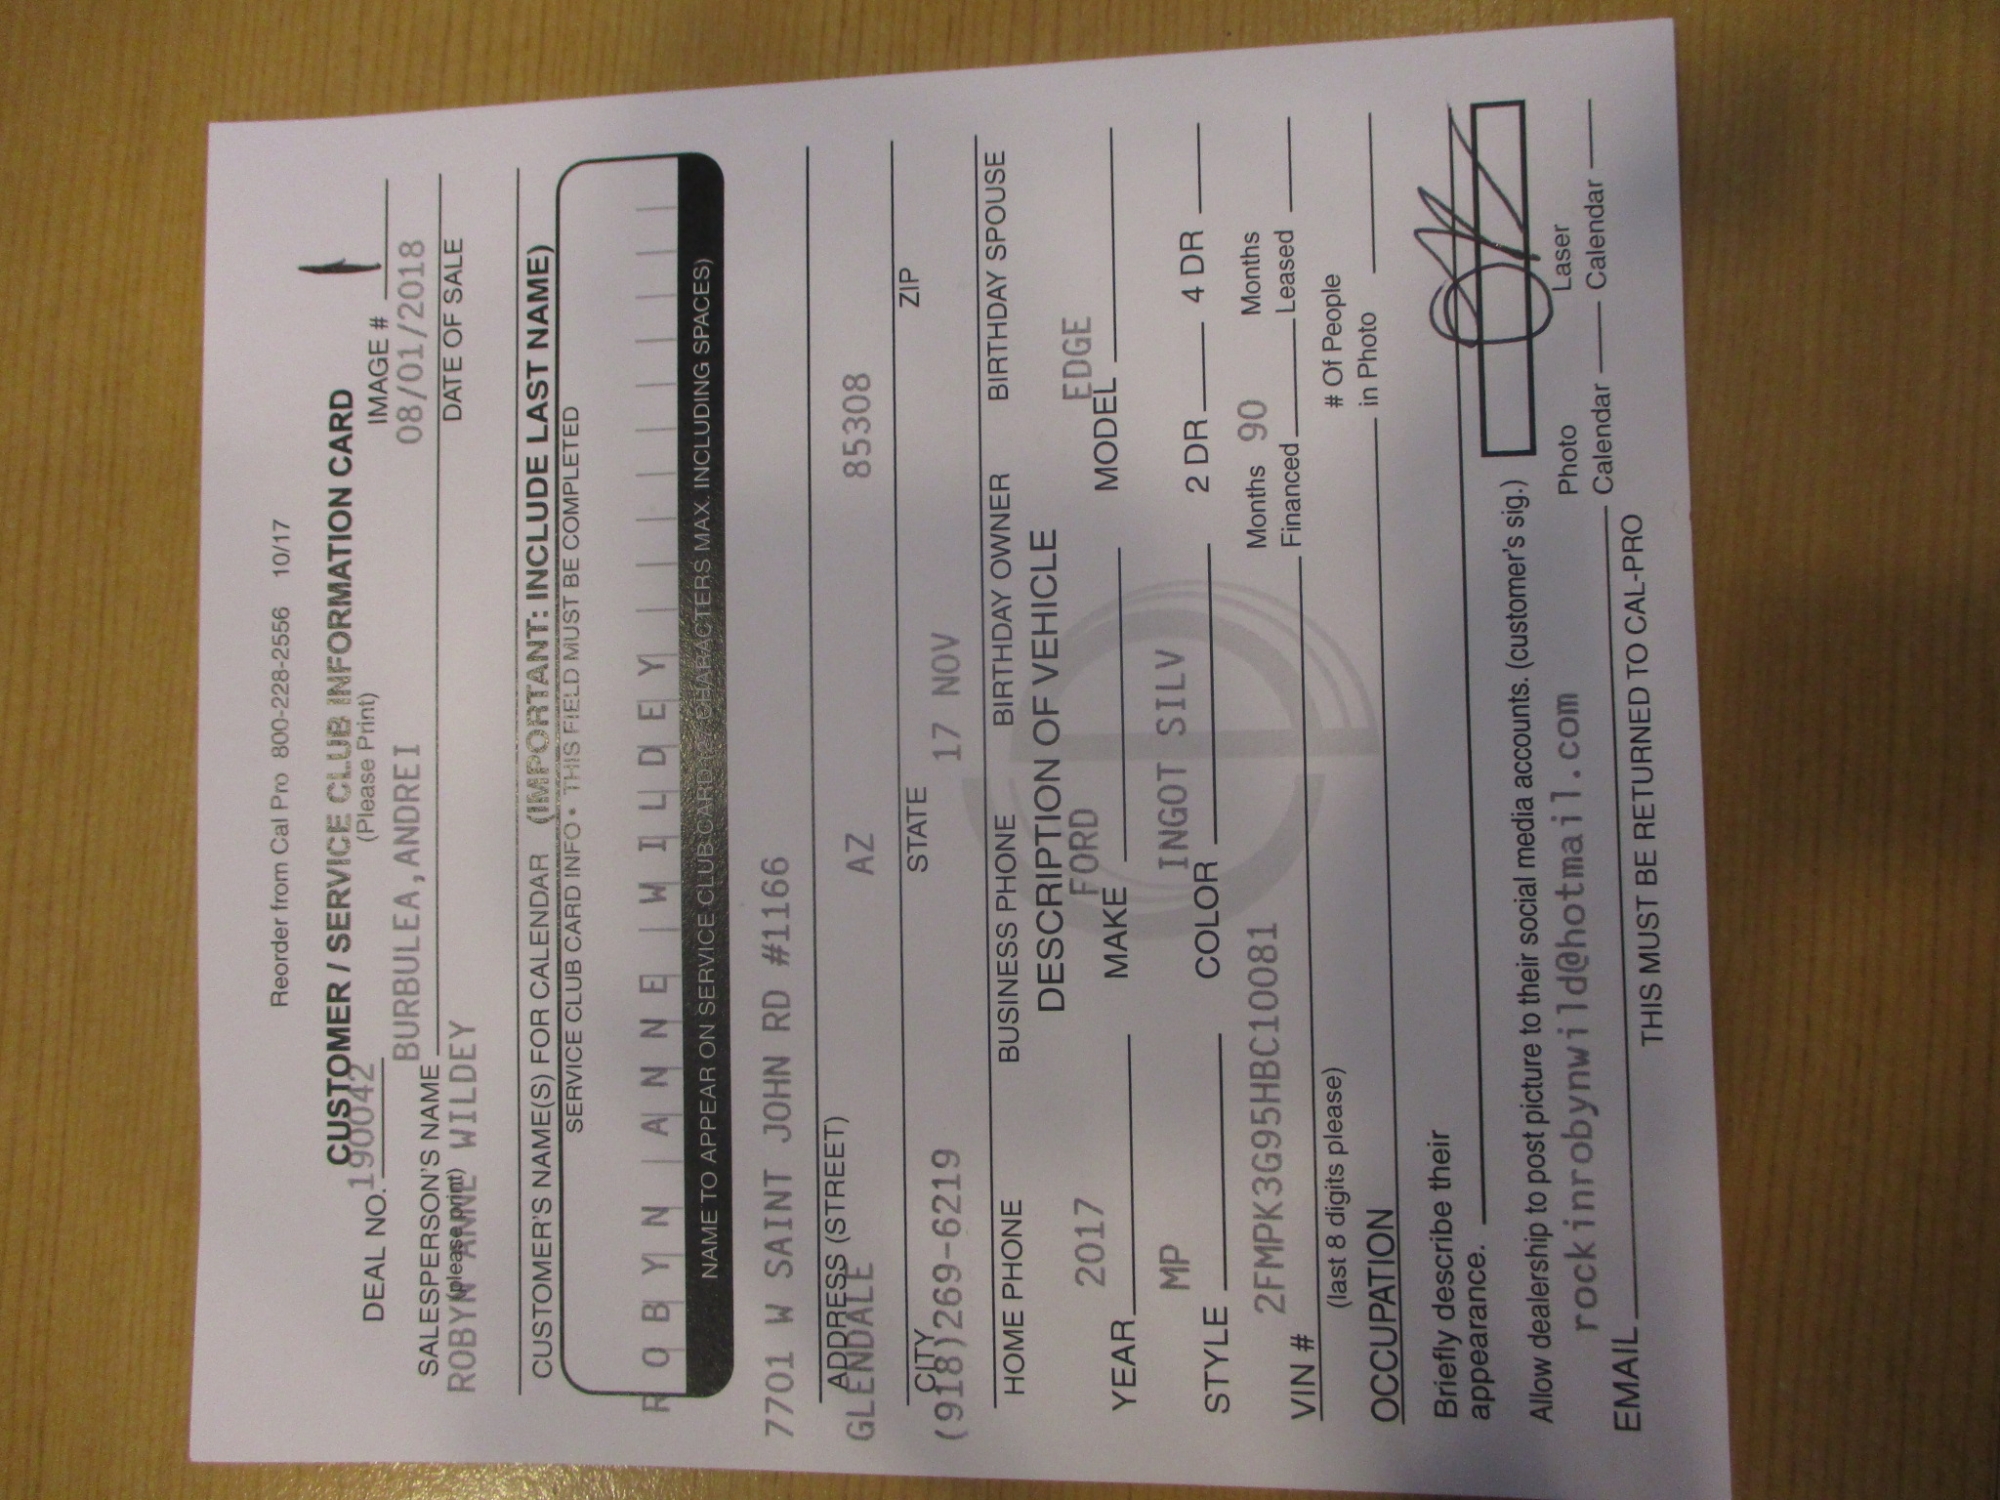 Reorder from Cal Pro 800-228-2556 10/17
CUSTOMER / SERVICE CLUB INFORMATION CARD
(Please Print)
DEAL NO. 190042 IMAGE # 1
BURBULEA,ANDREI 08/01/2018
SALESPERSON'S NAME DATE OF SALE
(please print)
ROBYN ANNE WILDEY
CUSTOMER'S NAME(S) FOR CALENDAR (IMPORTANT: INCLUDE LAST NAME)
SERVICE CLUB CARD INFO • THIS FIELD MUST BE COMPLETED
R O B Y N A N N E W I L D E Y
NAME TO APPEAR ON SERVICE CLUB CARD CHARACTERS MAX. INCLUDING SPACES)
7701 W SAINT JOHN RD #1166
ADDRESS (STREET)
GLENDALE AZ 85308
CITY STATE ZIP
(918)269-6219 17 NOV
HOME PHONE BUSINESS PHONE BIRTHDAY OWNER BIRTHDAY SPOUSE
DESCRIPTION OF VEHICLE
2017 FORD EDGE
YEAR MAKE MODEL
MP INGOT SILV
STYLE COLOR 2 DR 4 DR
2FMPK3G95HBC10081 Months 90 Months
VIN # Financed Leased
(last 8 digits please)
# Of People
OCCUPATION in Photo
Briefly describe their
appearance.
Allow dealership to post picture to their social media accounts. (customer's sig.)
rockinrobynwild@hotmail.com Photo Laser
EMAIL Calendar Calendar
THIS MUST BE RETURNED TO CAL-PRO